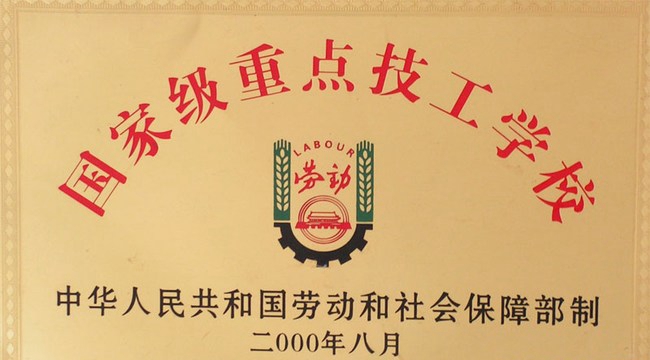 国家级重点技工学校
LABOUR
劳动
中华人民共和国劳动和社会保障部制
二000年八月